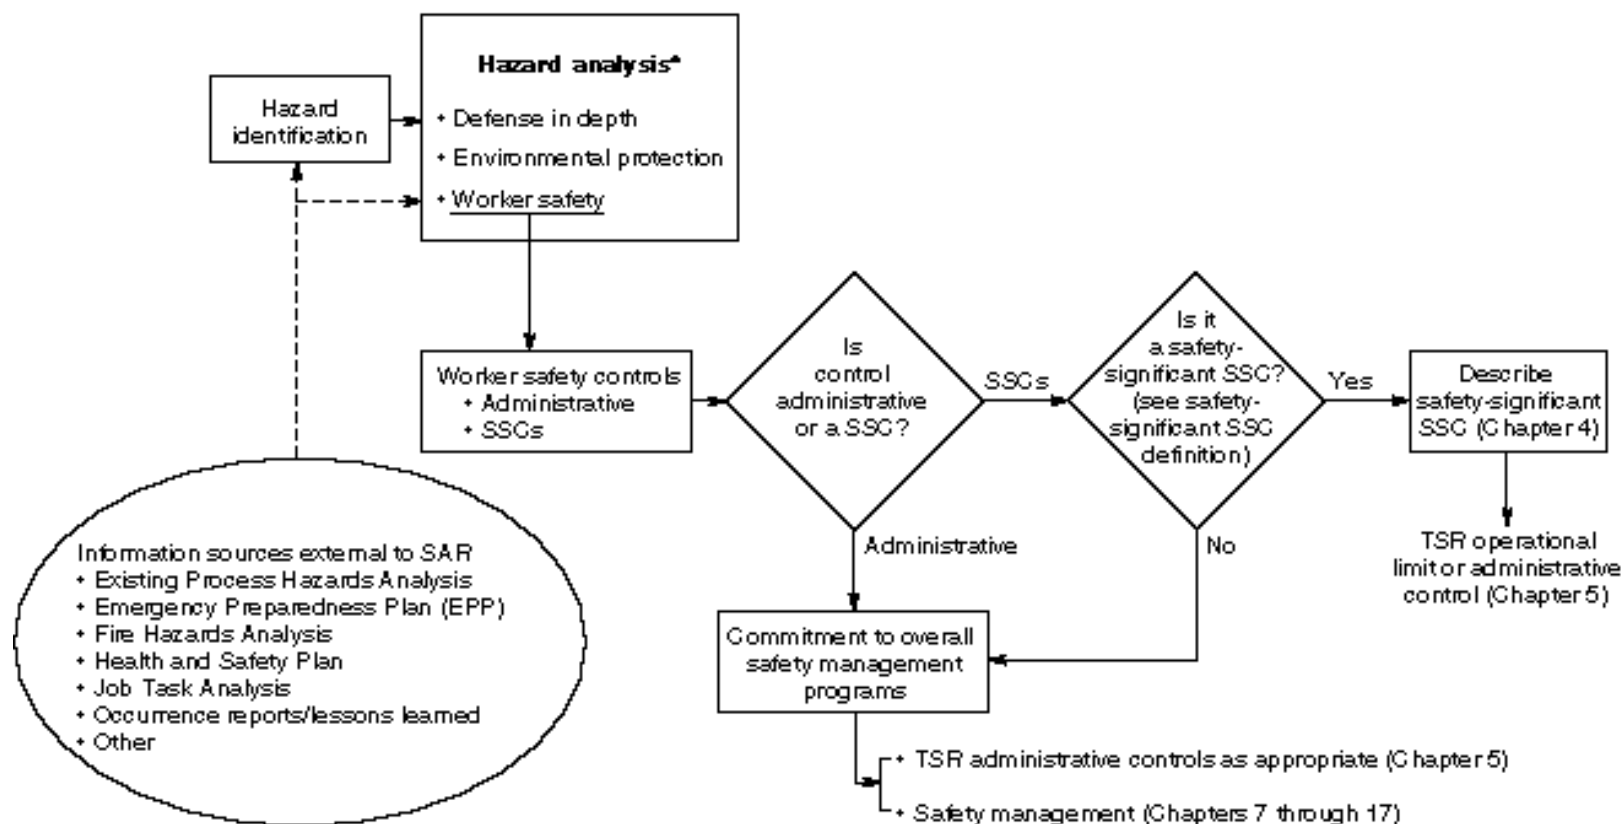 Hazard analysis*
Hazard
identification
• Defense in depth
• Environmental protection
• Worker safety
Worker safety controls
• Administrative
• SSCs
Is
control
administrative
or a SSC?
SSCs
Is it
a safety-
significant SSC?
(see safety-
significant SSC
definition)
Yes
Describe
safety-significant
SSC (Chapter 4)
TSR operational
limit or administrative
control (Chapter 5)
Administrative
No
Commitment to overall
safety management
programs
• TSR administrative controls as appropriate (Chapter 5)
• Safety management (Chapters 7 through 17)
Information sources external to SAR
• Existing Process Hazards Analysis
• Emergency Preparedness Plan (EPP)
• Fire Hazards Analysis
• Health and Safety Plan
• Job Task Analysis
• Occurrence reports/lessons learned
• Other